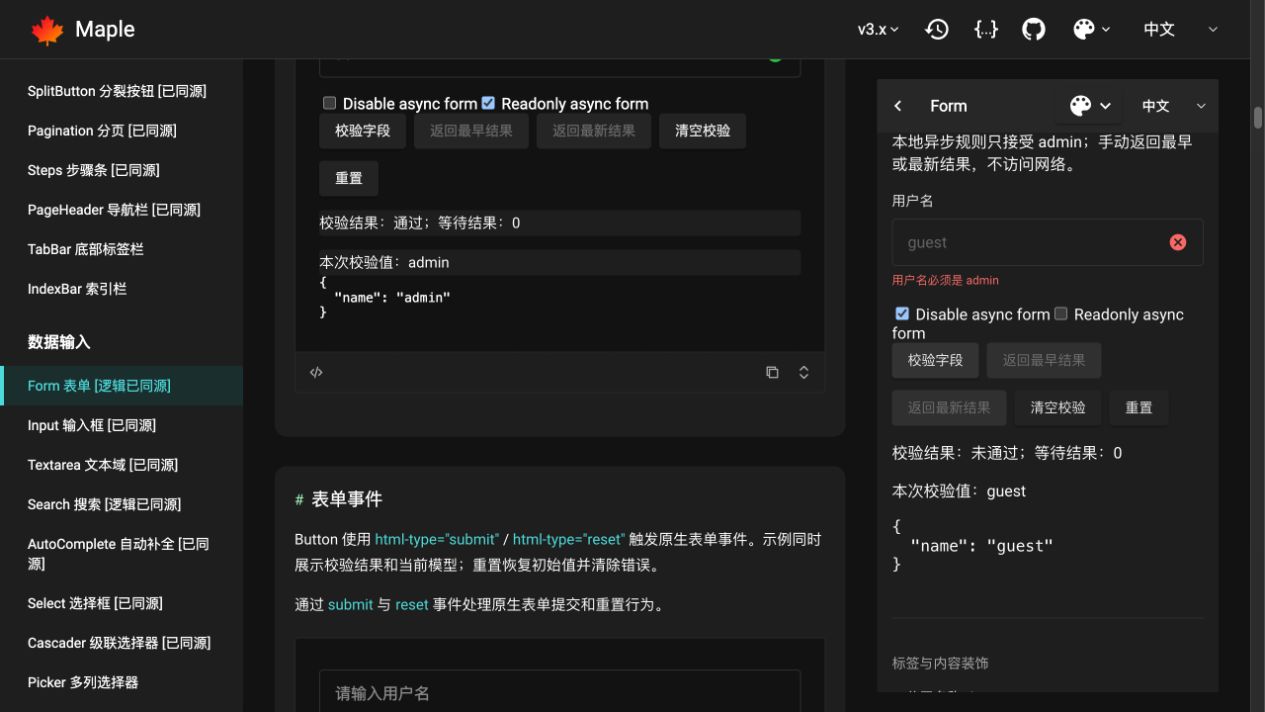 Maple
v3.x
中文
SplitButton 分裂按钮 [已同源]
Pagination 分页 [已同源]
Steps 步骤条 [已同源]
PageHeader 导航栏 [已同源]
TabBar 底部标签栏
IndexBar 索引栏
数据输入
Form 表单 [逻辑已同源]
Input 输入框 [已同源]
Textarea 文本域 [已同源]
Search 搜索 [逻辑已同源]
AutoComplete 自动补全 [已同
源]
Select 选择框 [已同源]
Cascader 级联选择器 [已同源]
Picker 多列选择器
Disable async form Readonly async form
校验字段 返回最早结果 返回最新结果 清空校验
重置
校验结果：通过；等待结果：0
本次校验值：admin
{
"name": "admin"
}
# 表单事件
Button 使用 html-type="submit" / html-type="reset" 触发原生表单事件。示例同时
展示校验结果和当前模型；重置恢复初始值并清除错误。
通过 submit 与 reset 事件处理原生表单提交和重置行为。
请输入用户名
Form
中文
本地异步规则只接受 admin；手动返回最早
或最新结果，不访问网络。
用户名
guest
用户名必须是 admin
Disable async form Readonly async
form
校验字段 返回最早结果
返回最新结果 清空校验 重置
校验结果：未通过；等待结果：0
本次校验值：guest
{
"name": "guest"
}
标签与内容装饰